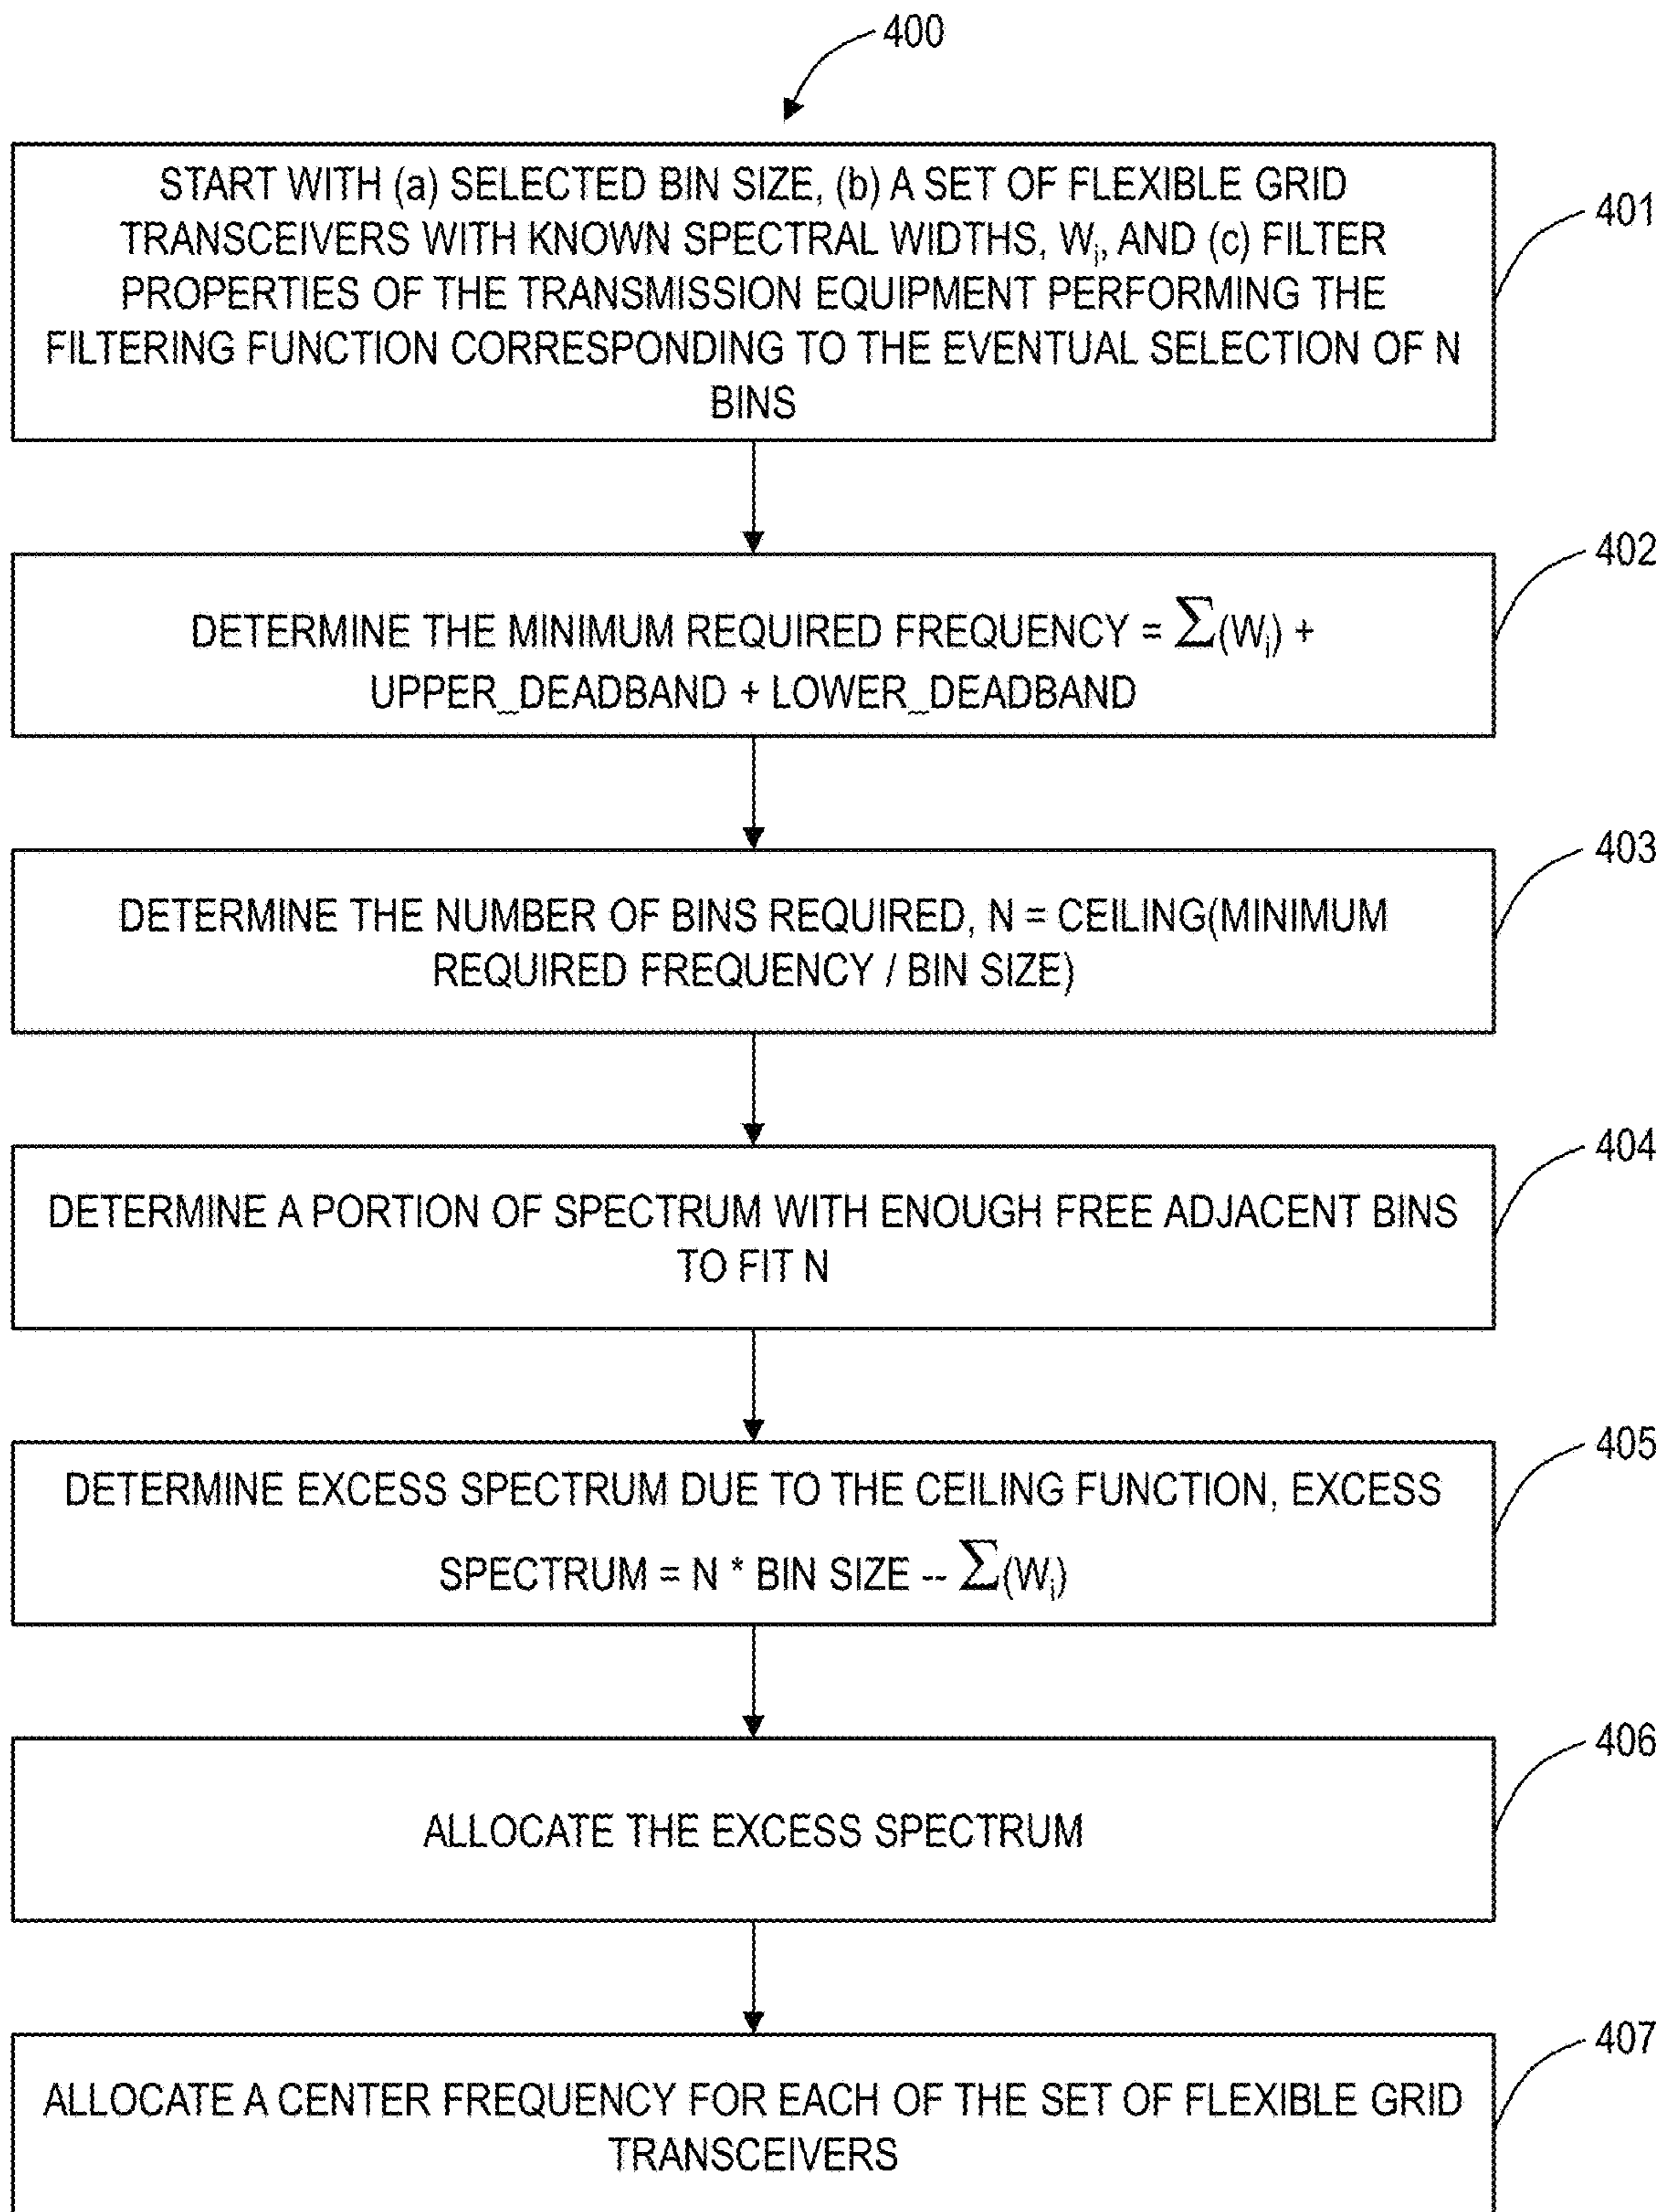 400
START WITH (a) SELECTED BIN SIZE, (b) A SET OF FLEXIBLE GRID
TRANSCEIVERS WITH KNOWN SPECTRAL WIDTHS, Wi, AND (c) FILTER
PROPERTIES OF THE TRANSMISSION EQUIPMENT PERFORMING THE
FILTERING FUNCTION CORRESPONDING TO THE EVENTUAL SELECTION OF N
BINS
401
DETERMINE THE MINIMUM REQUIRED FREQUENCY = Σ(Wi) +
UPPER_DEADBAND + LOWER_DEADBAND
402
DETERMINE THE NUMBER OF BINS REQUIRED, N = CEILING(MINIMUM
REQUIRED FREQUENCY / BIN SIZE)
403
DETERMINE A PORTION OF SPECTRUM WITH ENOUGH FREE ADJACENT BINS
TO FIT N
404
DETERMINE EXCESS SPECTRUM DUE TO THE CEILING FUNCTION, EXCESS
SPECTRUM = N * BIN SIZE -- Σ(Wi)
405
ALLOCATE THE EXCESS SPECTRUM
406
ALLOCATE A CENTER FREQUENCY FOR EACH OF THE SET OF FLEXIBLE GRID
TRANSCEIVERS
407